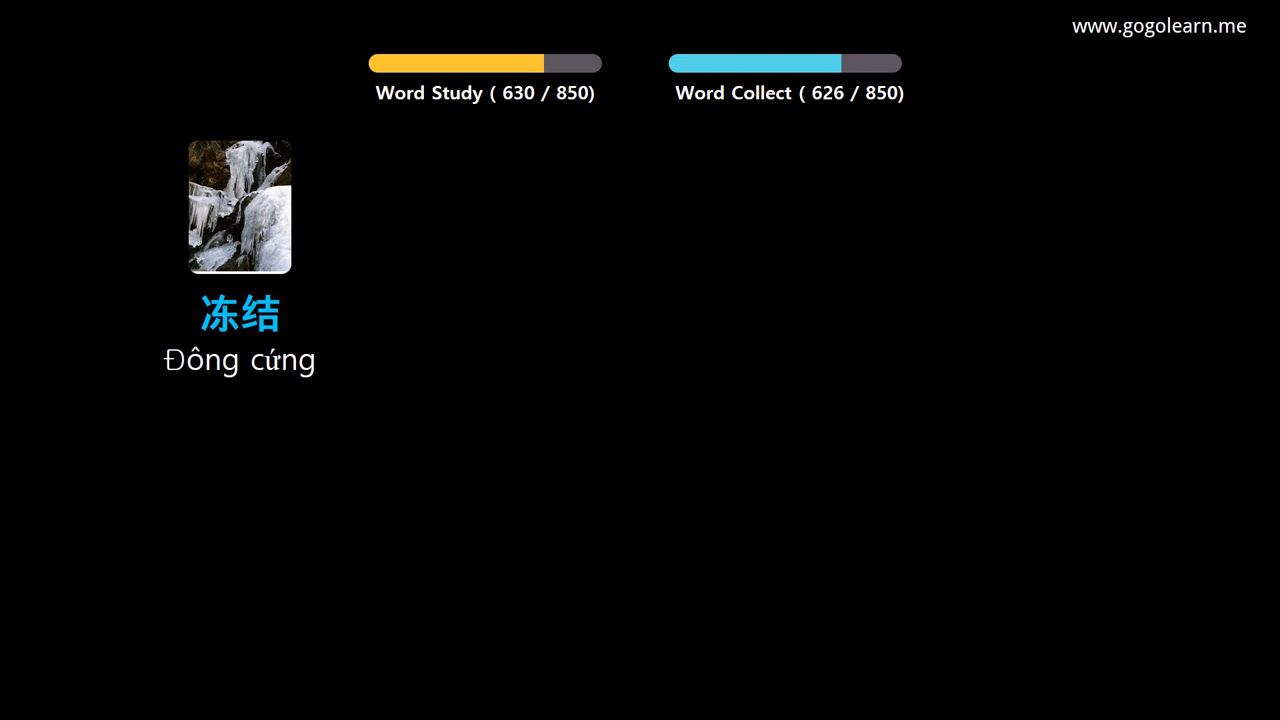 www.gogolearn.me
Word Study ( 630 / 850)
Word Collect ( 626 / 850)
冻结
Đông cứng